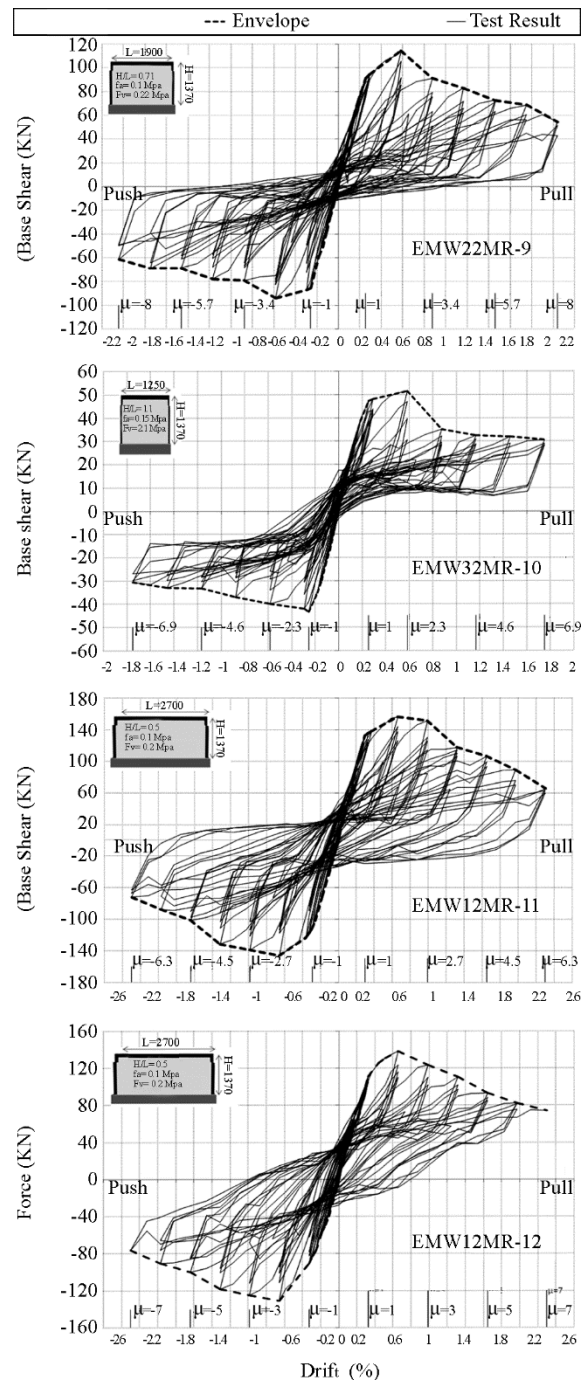 Envelope Test Result
L=1900
H=1370
H/L= 0.71
fa= 0.1 Mpa
Fv= 0.22 Mpa
(Base Shear (KN)
120
100
80
60
40
20
0
-20
-40
-60
-80
-100
-120
Push
Pull
EMW22MR-9
μ=-8 μ=-5.7 μ=-3.4 μ=-1 μ=1 μ=3.4 μ=5.7 μ=8
-2.2 -2 -1.8 -1.6 -1.4 -1.2 -1 -0.8 -0.6 -0.4 -0.2 0 0.2 0.4 0.6 0.8 1 1.2 1.4 1.6 1.8 2 2.2
L=1250
H=1370
H/L= 11
fa= 0.15 Mpa
Fv= 2.1 Mpa
Base shear (KN)
60
50
40
30
20
10
0
-10
-20
-30
-40
-50
-60
Push
Pull
EMW32MR-10
μ=-6.9 μ=-4.6 μ=-2.3 μ=-1 μ=1 μ=2.3 μ=4.6 μ=6.9
-2 -1.8 -1.6 -1.4 -1.2 -1 -0.8 -0.6 -0.4 -0.2 0 0.2 0.4 0.6 0.8 1 1.2 1.4 1.6 1.8 2
L=2700
H=1370
H/L= 0.5
fa= 0.1 Mpa
Fv= 0.2 Mpa
(Base Shear (KN)
180
140
100
60
-20
-60
-100
-140
-180
Push
Pull
EMW12MR-11
μ=-6.3 μ=-4.5 μ=-2.7 μ=-1 μ=1 μ=2.7 μ=4.5 μ=6.3
-26 -2.2 -1.8 -1.4 -1 -0.6 -0.2 0 0.2 0.6 1 1.4 1.8 2.2 2.6
L=2700
H=1370
H/L= 0.5
fa= 0.1 Mpa
Fv= 0.2 Mpa
Force (KN)
160
120
80
40
0
-40
-80
-120
-160
Push
Pull
EMW12MR-12
μ=7
μ=-7 μ=-5 μ=-3 μ=-1 μ=1 μ=3 μ=5 μ=7
-26 -2.2 -1.8 -1.4 -1 -0.6 -0.2 0 0.2 0.6 1 1.4 1.8 2.2 2.6
Drift (%)